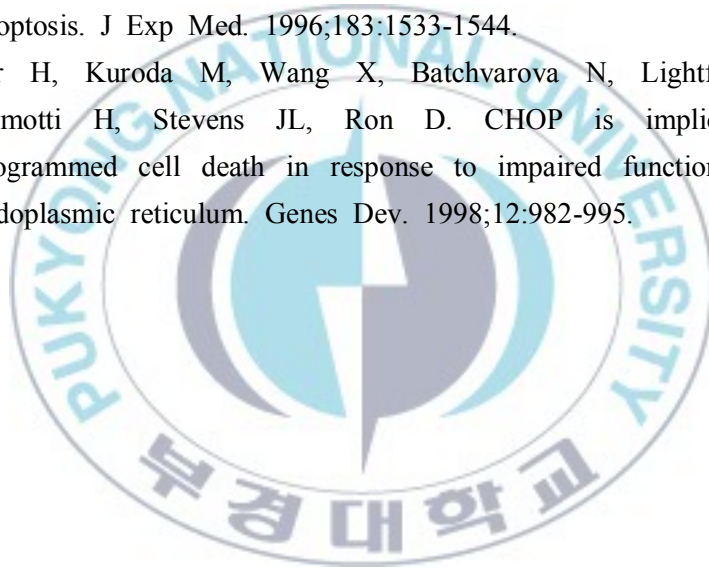 optosis. J Exp Med. 1996;183:1533-1544.
r H, Kuroda M, Wang X, Batchvarova N, Lightf
motti H, Stevens JL, Ron D. CHOP is implic
ogrammed cell death in response to impaired function
doplasmic reticulum. Genes Dev. 1998;12:982-995.
PUKYONG NATIONAL UNIVERSITY
부경대학교